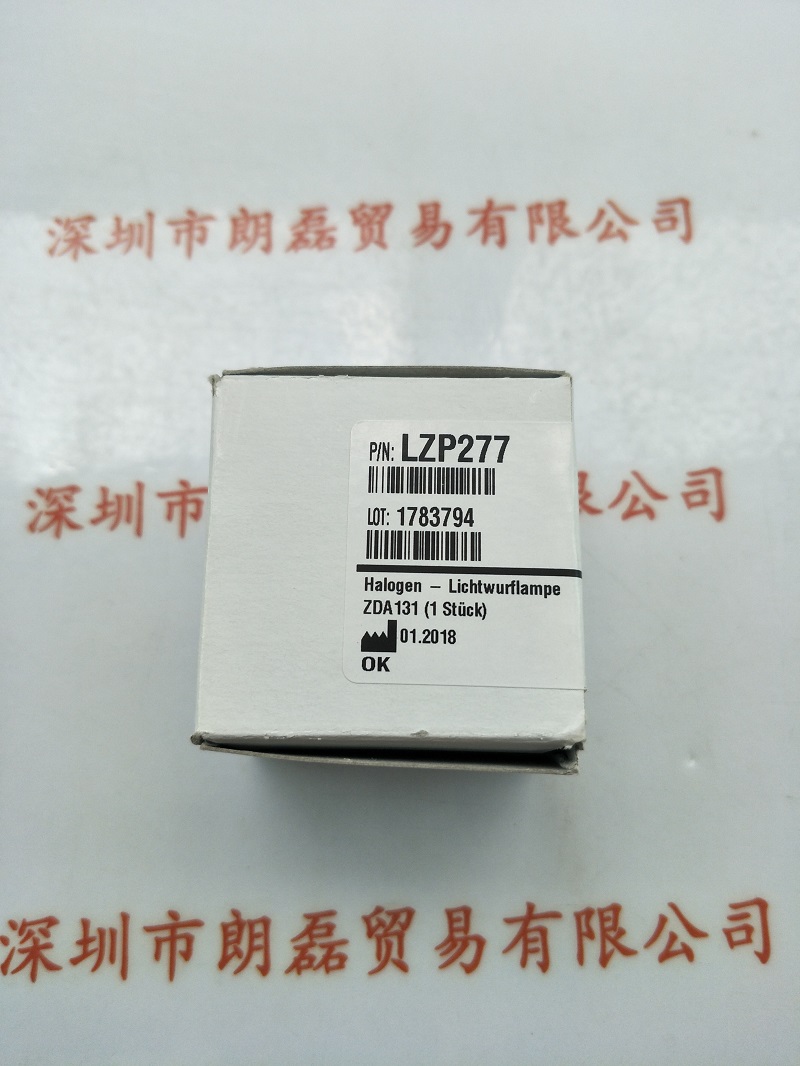 深圳市朗磊贸易有限公司
P/N: LZP277
LOT: 1783794
Halogen – Lichtwurflampe
ZDA131 (1 Stück)
01.2018
OK
深圳市
限公司
深圳市朗磊贸易有限公司